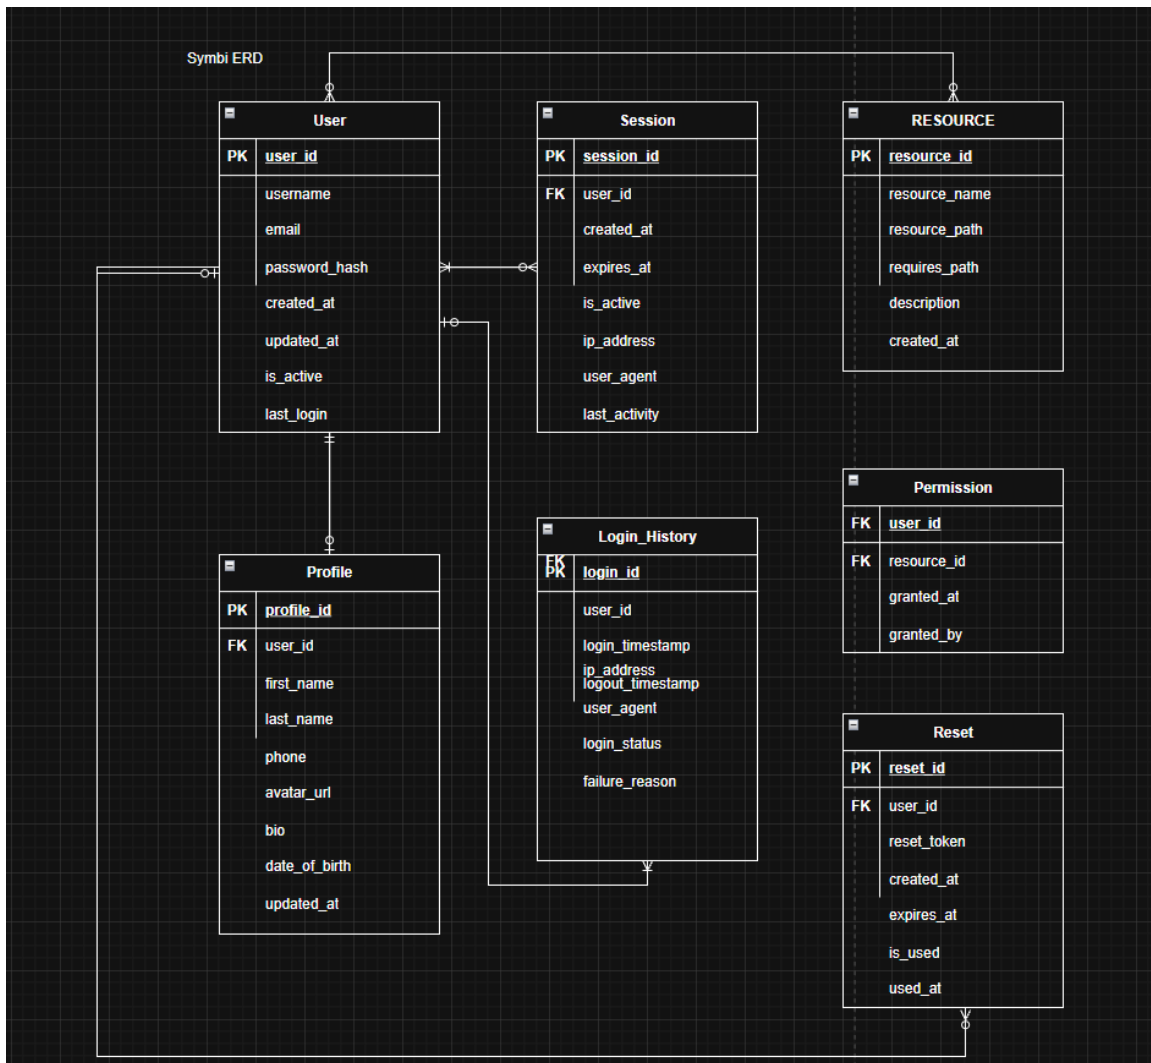 Symbi ERD
User
PK user_id
username
email
password_hash
created_at
updated_at
is_active
last_login
Session
PK session_id
FK user_id
created_at
expires_at
is_active
ip_address
user_agent
last_activity
RESOURCE
PK resource_id
resource_name
resource_path
requires_path
description
created_at
Profile
PK profile_id
FK user_id
first_name
last_name
phone
avatar_url
bio
date_of_birth
updated_at
Login_History
FK
PK login_id
user_id
login_timestamp
ip_address
logout_timestamp
user_agent
login_status
failure_reason
Permission
FK user_id
FK resource_id
granted_at
granted_by
Reset
PK reset_id
FK user_id
reset_token
created_at
expires_at
is_used
used_at